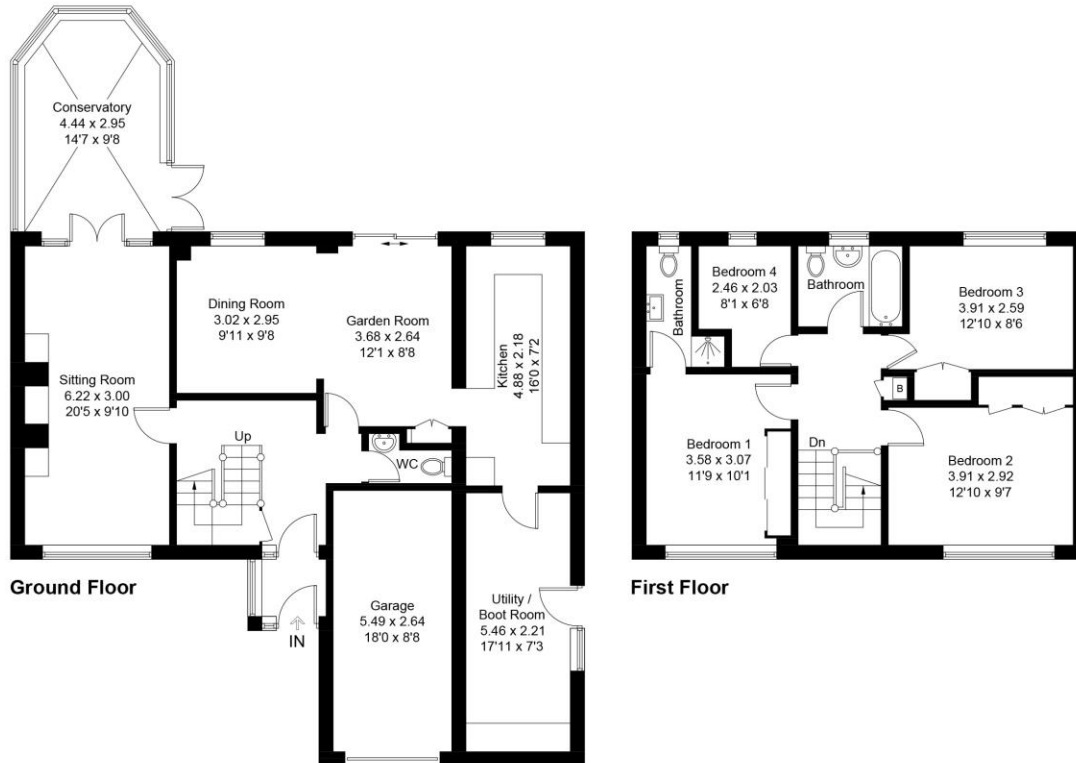 Conservatory
4.44 x 2.95
14'7 x 9'8
Dining Room
3.02 x 2.95
9'11 x 9'8
Garden Room
3.68 x 2.64
12'1 x 8'8
Kitchen
4.88 x 2.18
16'0 x 7'2
Sitting Room
6.22 x 3.00
20'5 x 9'10
Up
WC
Garage
5.49 x 2.64
18'0 x 8'8
Utility /
Boot Room
5.46 x 2.21
17'11 x 7'3
IN
Ground Floor
Bathroom
Bedroom 4
2.46 x 2.03
8'1 x 6'8
Bathroom
Bedroom 3
3.91 x 2.59
12'10 x 8'6
B
Bedroom 1
3.58 x 3.07
11'9 x 10'1
Dn
Bedroom 2
3.91 x 2.92
12'10 x 9'7
First Floor